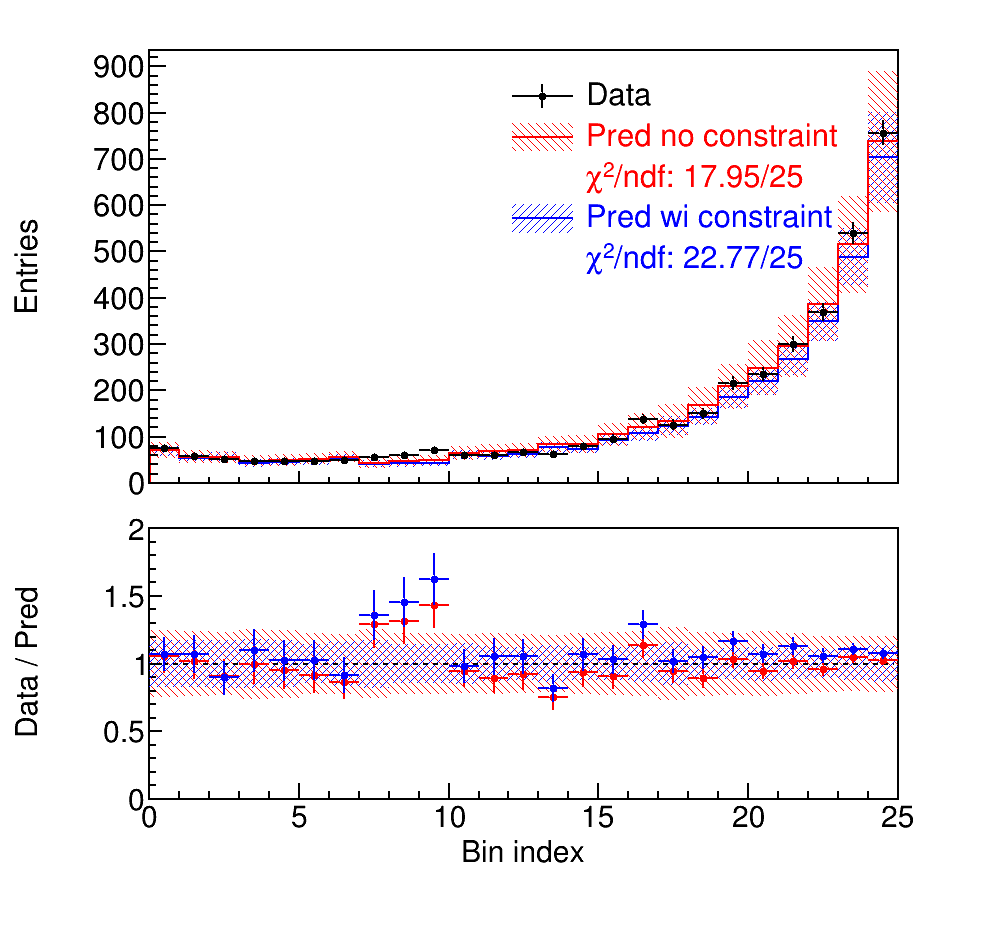 900
800
700
600
500
400
300
200
100
0
Entries
Data
Pred no constraint
χ²/ndf: 17.95/25
Pred wi constraint
χ²/ndf: 22.77/25
2
1.5
1
0.5
0
Data / Pred
0 5 10 15 20 25
Bin index